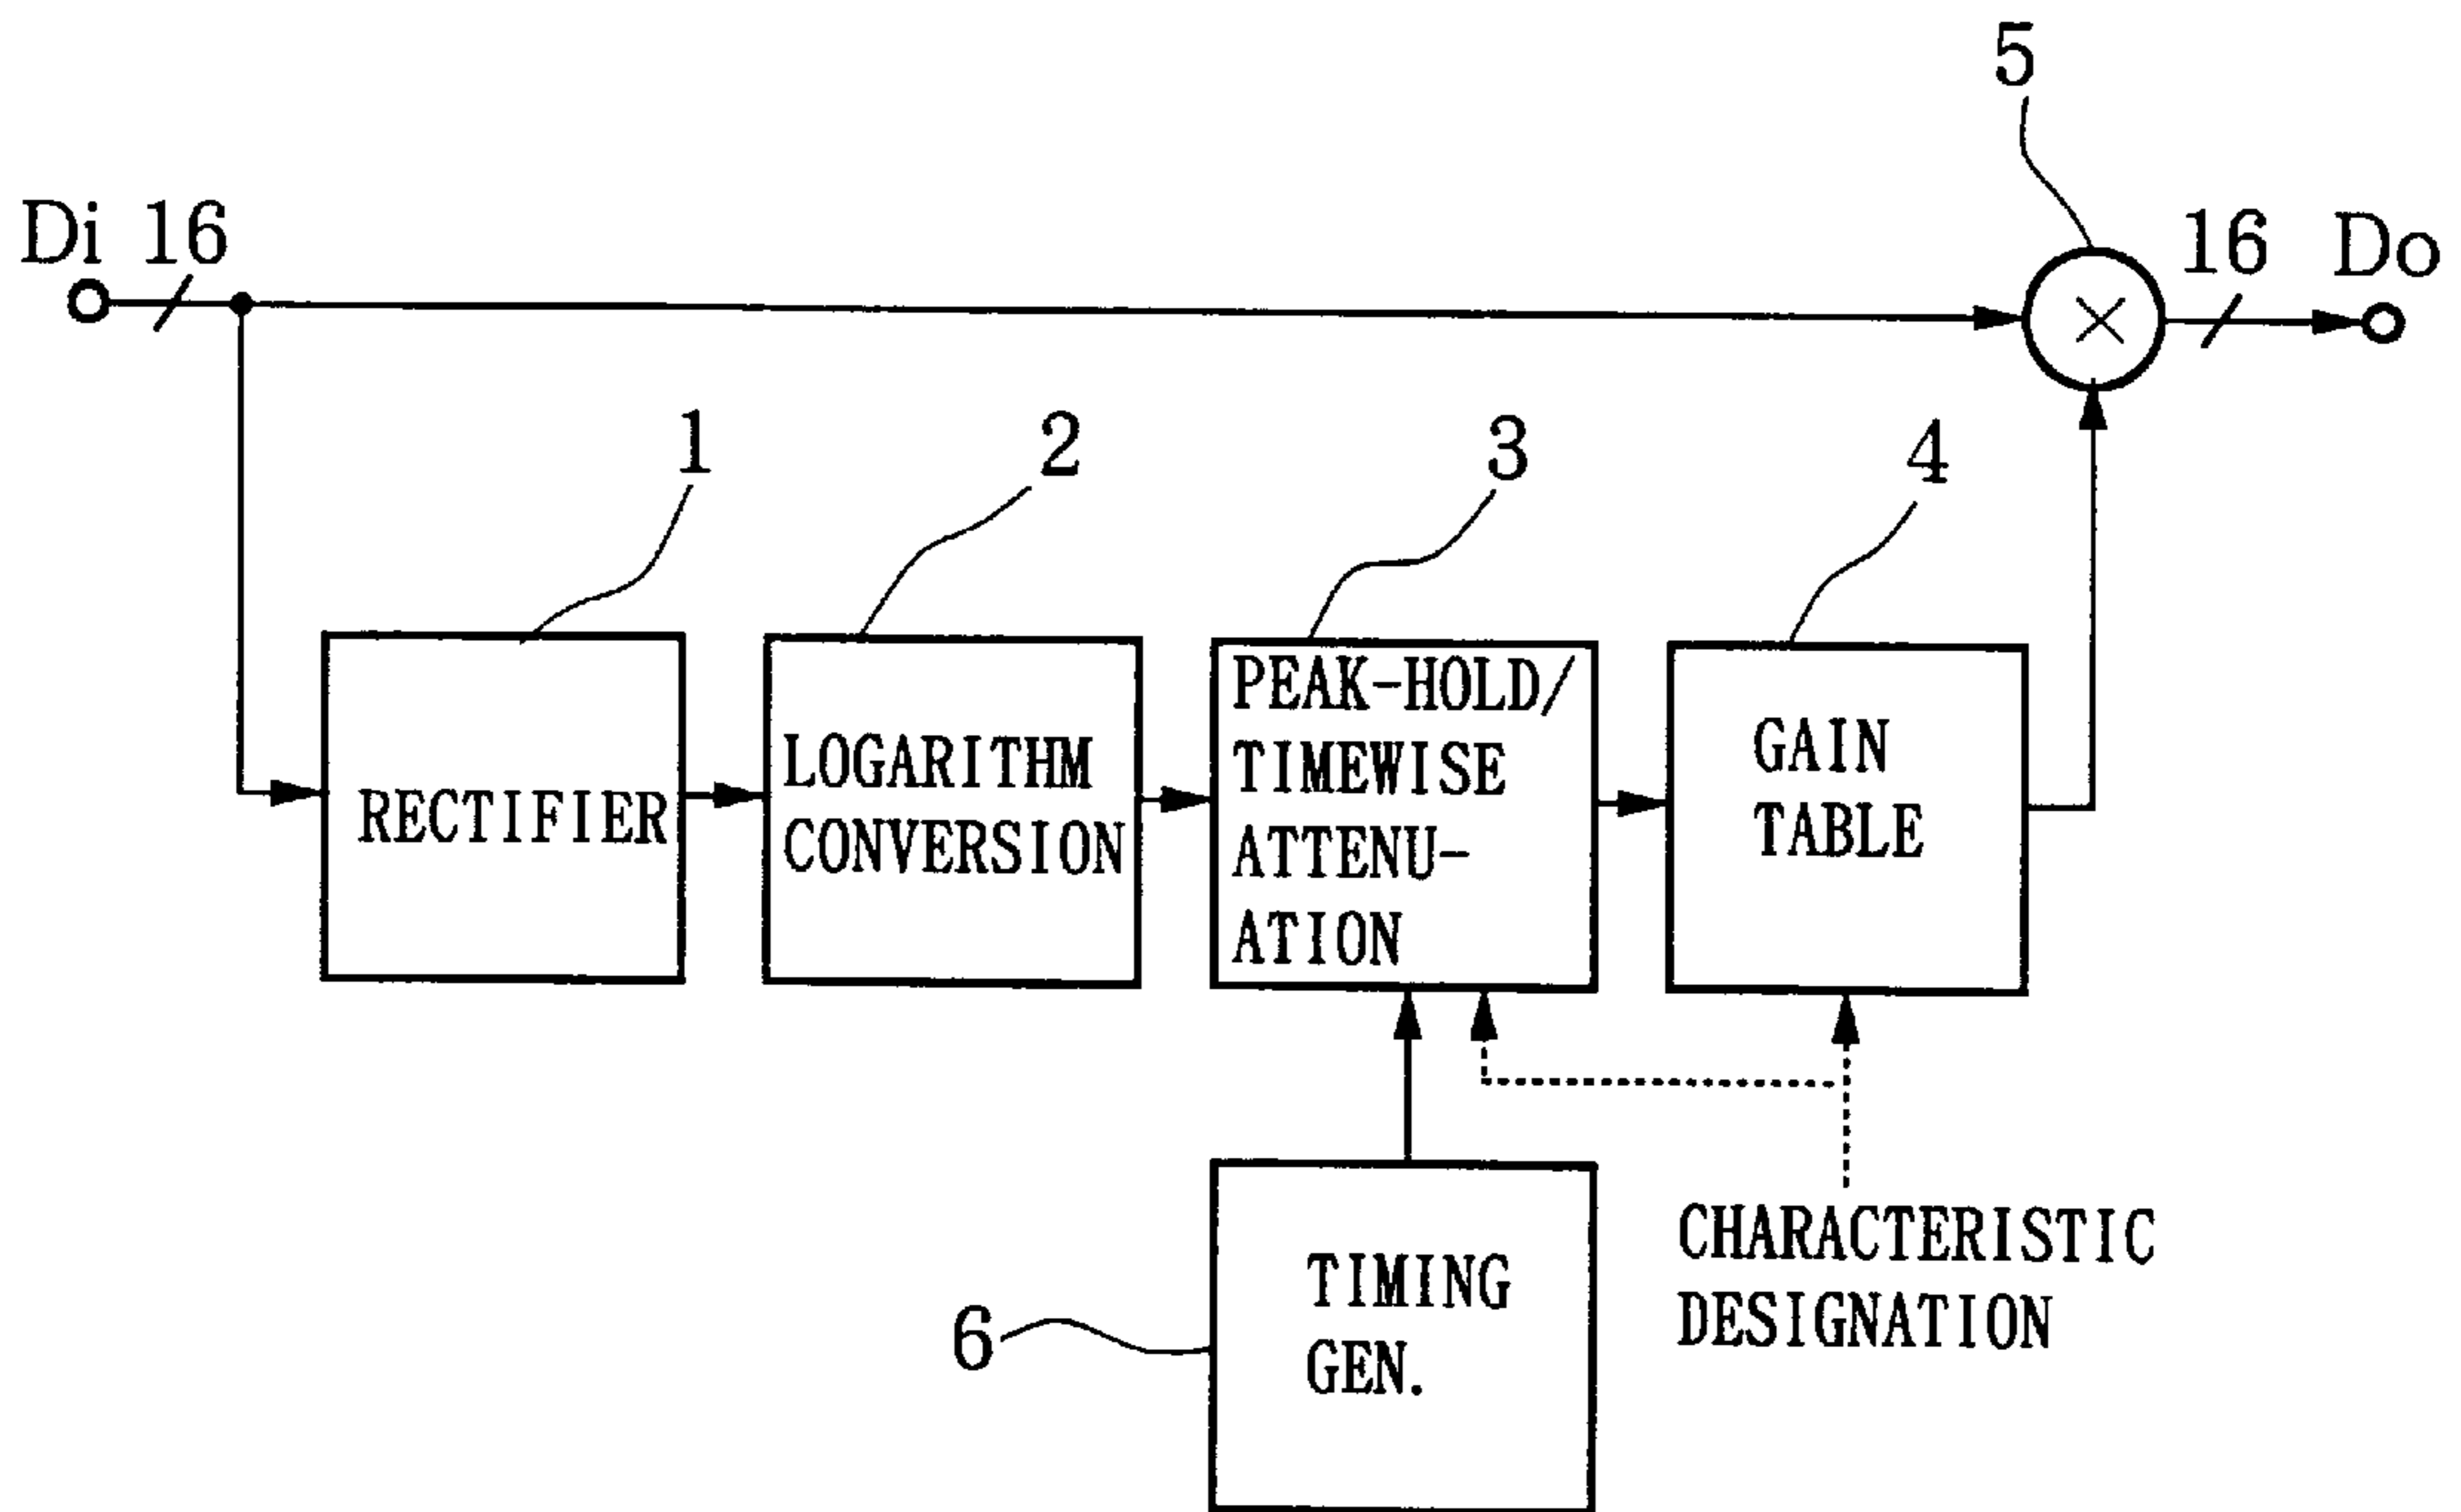 5
Di 16
16 Do
1
2
3
4
RECTIFIER
LOGARITHM
CONVERSION
PEAK-HOLD/
TIMEWISE
ATTENU-
ATION
GAIN
TABLE
6
TIMING
GEN.
CHARACTERISTIC
DESIGNATION